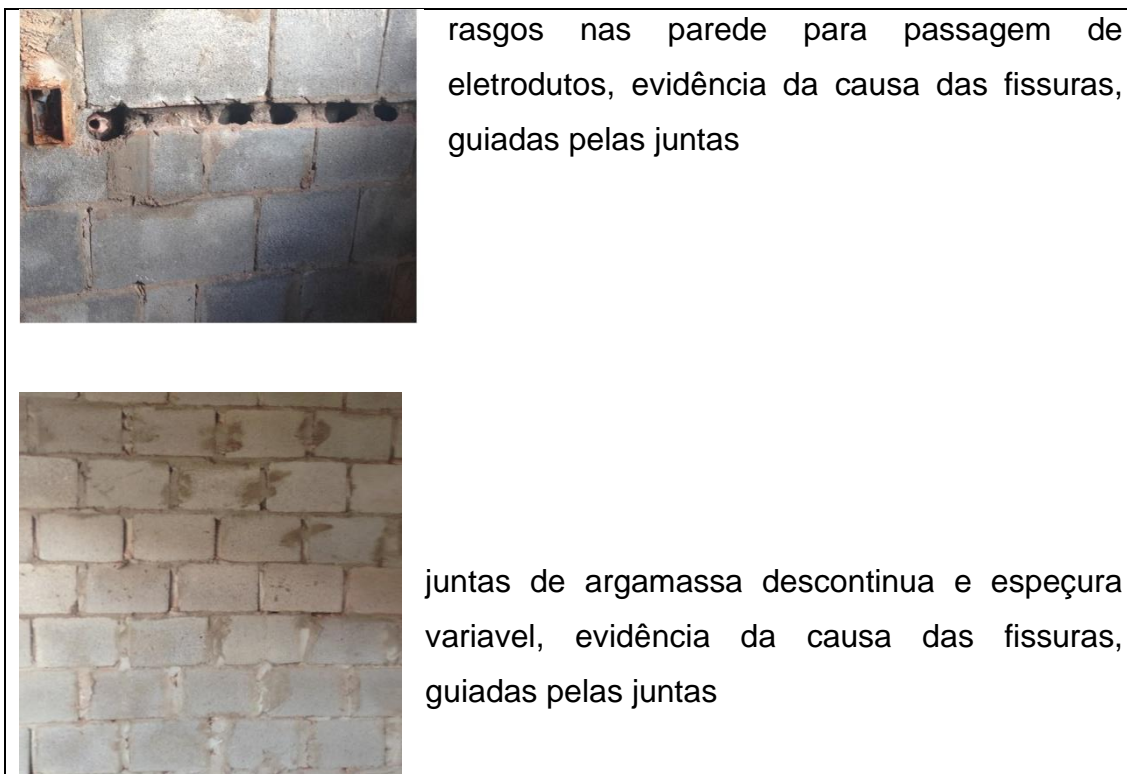 rasgos nas parede para passagem de
eletrodutos, evidência da causa das fissuras,
guiadas pelas juntas
juntas de argamassa descontinua e espeçura
variavel, evidência da causa das fissuras,
guiadas pelas juntas